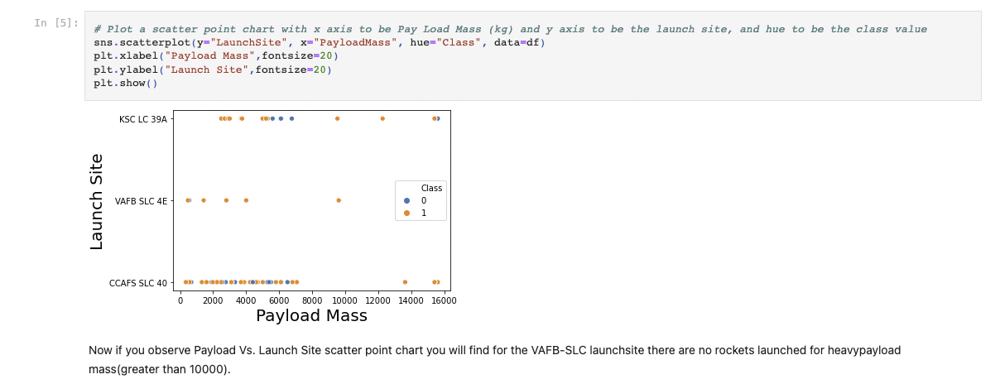 In [5]:
# Plot a scatter point chart with x axis to be Pay Load Mass (kg) and y axis to be the launch site, and hue to be the class value
sns.scatterplot(y="LaunchSite", x="PayloadMass", hue="Class", data=df)
plt.xlabel("Payload Mass",fontsize=20)
plt.ylabel("Launch Site",fontsize=20)
plt.show()
KSC LC 39A
Launch Site
VAFB SLC 4E
Class
0
1
CCAFS SLC 40
0 2000 4000 6000 8000 10000 12000 14000 16000
Payload Mass
Now if you observe Payload Vs. Launch Site scatter point chart you will find for the VAFB-SLC launchsite there are no rockets launched for heavypayload
mass(greater than 10000).